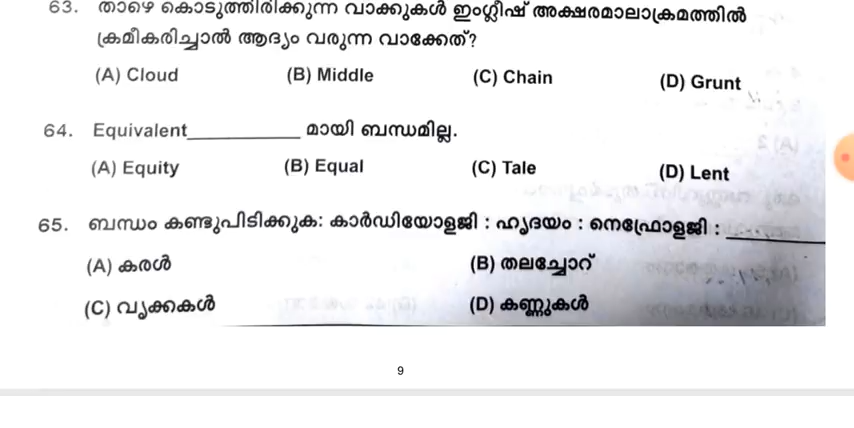 63. താഴെ കൊടുത്തിരിക്കുന്ന വാക്കുകൾ ഇംഗ്ലീഷ് അക്ഷരമാലാക്രമത്തിൽ
ക്രമീകരിച്ചാൽ ആദ്യം വരുന്ന വാക്കേത്?
(A) Cloud (B) Middle (C) Chain (D) Grunt
64. Equivalent__________ മായി ബന്ധമില്ല.
(A) Equity (B) Equal (C) Tale (D) Lent
65. ബന്ധം കണ്ടുപിടിക്കുക: കാർഡിയോളജി : ഹൃദയം : നെഫ്രോളജി : __________
(A) കരൾ (B) തലച്ചോറ്
(C) വൃക്കകൾ (D) കണ്ണുകൾ
9